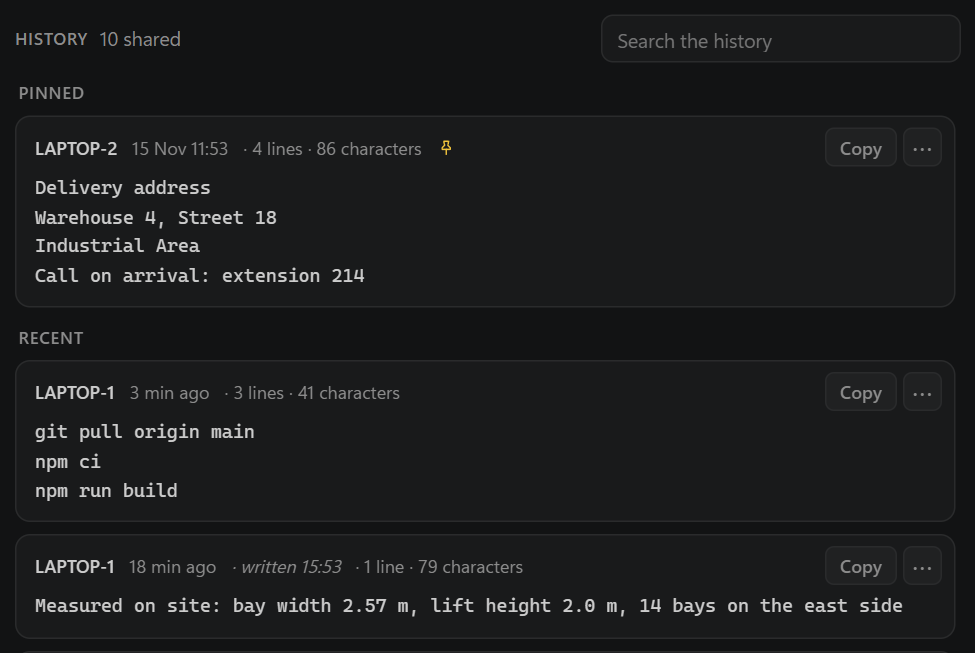 HISTORY 10 shared
Search the history
PINNED
LAPTOP-2 15 Nov 11:53 · 4 lines · 86 characters
Copy ...
Delivery address
Warehouse 4, Street 18
Industrial Area
Call on arrival: extension 214
RECENT
LAPTOP-1 3 min ago · 3 lines · 41 characters
Copy ...
git pull origin main
npm ci
npm run build
LAPTOP-1 18 min ago · written 15:53 · 1 line · 79 characters
Copy ...
Measured on site: bay width 2.57 m, lift height 2.0 m, 14 bays on the east side